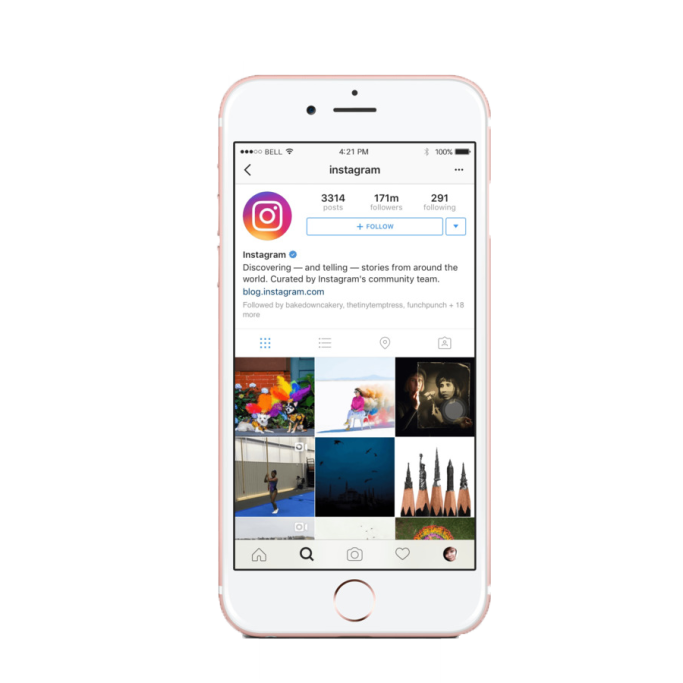 BELL 4:21 PM 100%
instagram
3314 171m 291
posts followers following
+ FOLLOW
Instagram
Discovering — and telling — stories from around the
world. Curated by Instagram's community team.
blog.instagram.com
Followed by bakedowncakery, thetinytemptress, funchpunch + 18
more